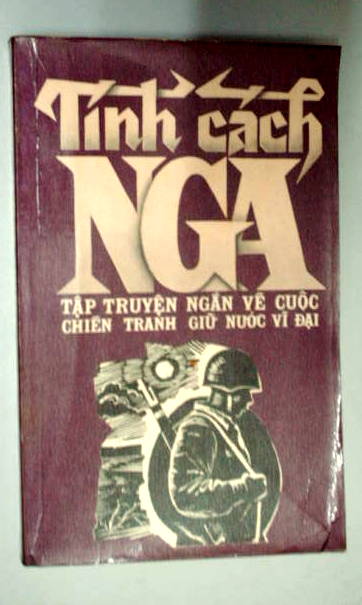 Tính cách
NGA
TẬP TRUYỆN NGẮN VỀ CUỘC
CHIẾN TRANH GIỮ NƯỚC VĨ ĐẠI